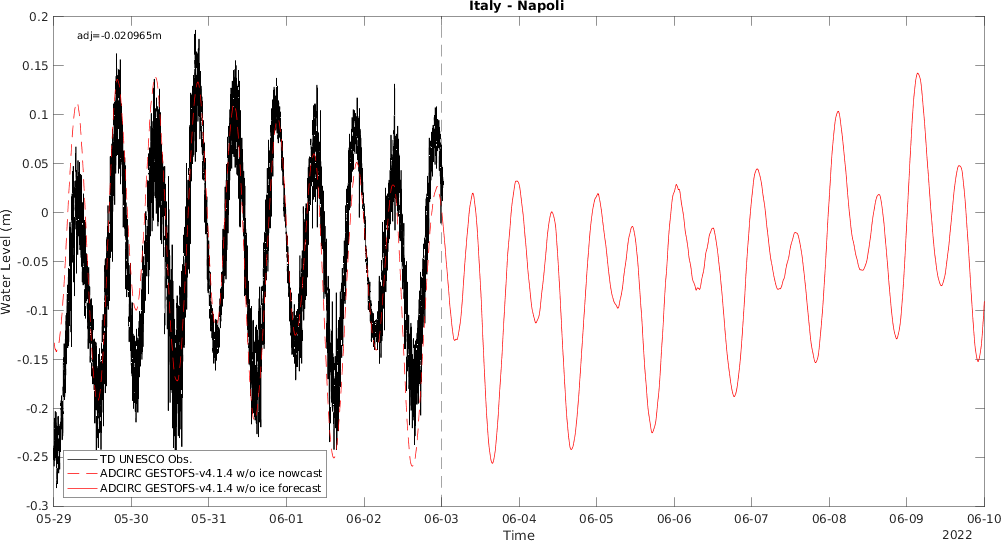 Italy - Napoli
adj=-0.020965m
0.2
0.15
0.1
0.05
0
-0.05
-0.1
-0.15
-0.2
-0.25
-0.3
Water Level (m)
TD UNESCO Obs.
ADCIRC GESTOFS-v4.1.4 w/o ice nowcast
ADCIRC GESTOFS-v4.1.4 w/o ice forecast
05-29 05-30 05-31 06-01 06-02 06-03 06-04 06-05 06-06 06-07 06-08 06-09 06-10
Time
2022